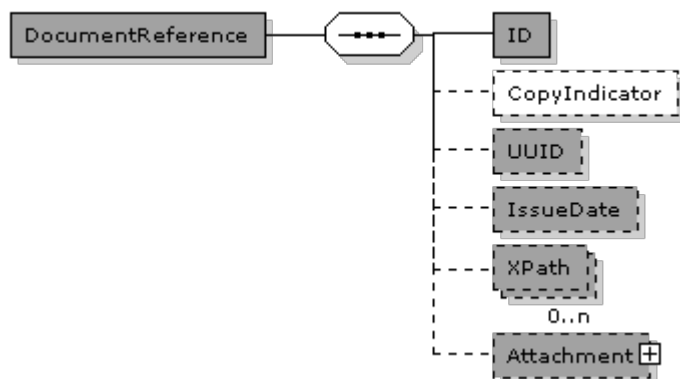 DocumentReference
ID
CopyIndicator
UUID
IssueDate
XPath
0..n
Attachment